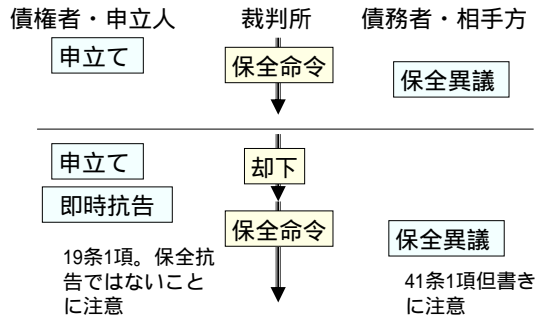 債権者・申立人 裁判所 債務者・相手方
申立て
保全命令
保全異議
申立て
却下
即時抗告
保全命令
保全異議
19条1項。保全抗
告ではないこと
に注意
41条1項但書き
に注意